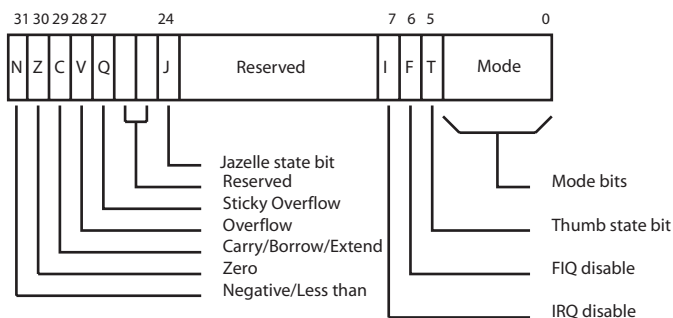 31 30 29 28 27 24 7 6 5 0
N Z C V Q J Reserved I F T Mode
Jazelle state bit
Reserved Mode bits
Sticky Overflow
Overflow Thumb state bit
Carry/Borrow/Extend
Zero FIQ disable
Negative/Less than
IRQ disable